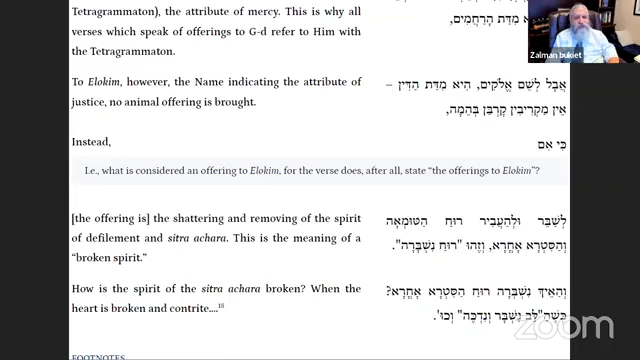 Tetragrammaton), the attribute of mercy. This is why all
verses which speak of offerings to G-d refer to Him with
the Tetragrammaton.
מִדַּת הָרַחֲמִים,
To Elokim, however, the Name indicating the attribute of
justice, no animal offering is brought.
אֲבָל לְשֵׁם אֱלֹקִים, הִיא מִדַּת הַדִּין –
אֵין מַקְרִיבִין קָרְבַּן בְּהֵמָה,
Instead,
כִּי אִם
I.e., what is considered an offering to Elokim, for the verse does, after all, state “the offerings to Elokim”?
[the offering is] the shattering and removing of the spirit
of defilement and sitra achara. This is the meaning of a
“broken spirit.”
לְשַׁבֵּר וּלְהַעֲבִיר רוּחַ הַטּוּמְאָה
וְהַסִּטְרָא אָחֳרָא, וְזֶהוּ "רוּחַ נִשְׁבָּרָה".
How is the spirit of the sitra achara broken? When the
heart is broken and contrite....15
וְהֵאיךְ נִשְׁבָּרָה רוּחַ הַסִּטְרָא אָחֳרָא?
כְּשֶׁהַ"לֵּב נִשְׁבָּר וְנִדְכֶּה" וְכוּ'.
FOOTNOTES
Zalman bukiet
zoom